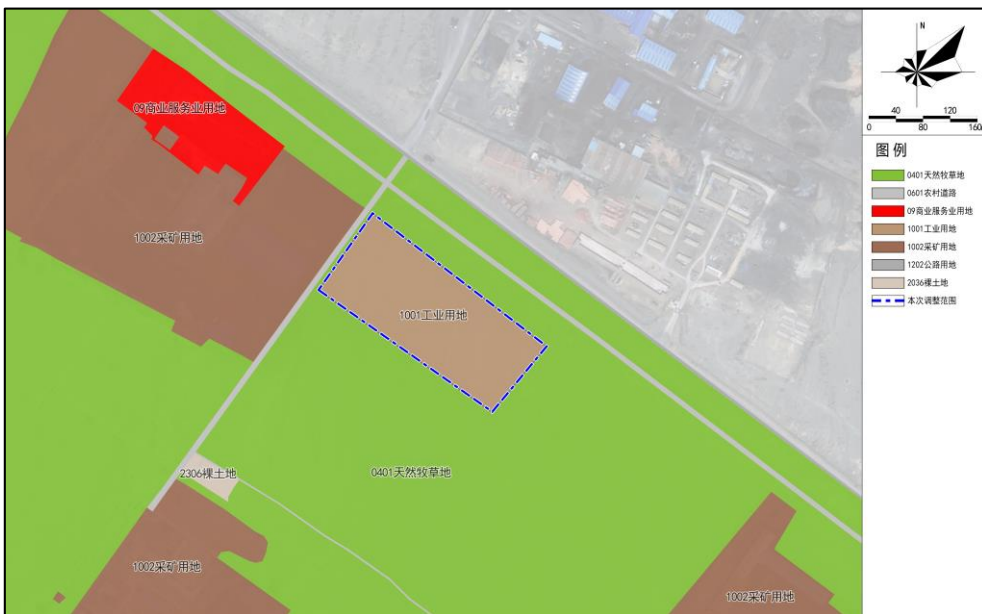 09商业服务业用地
1002采矿用地
1001工业用地
2306裸土地
0401天然牧草地
1002采矿用地
1002采矿用地
N
40
120
0
80
160m
图例
0401天然牧草地
0601农村道路
09商业服务业用地
1001工业用地
1002采矿用地
1202公路用地
2036裸土地
本次调整范围